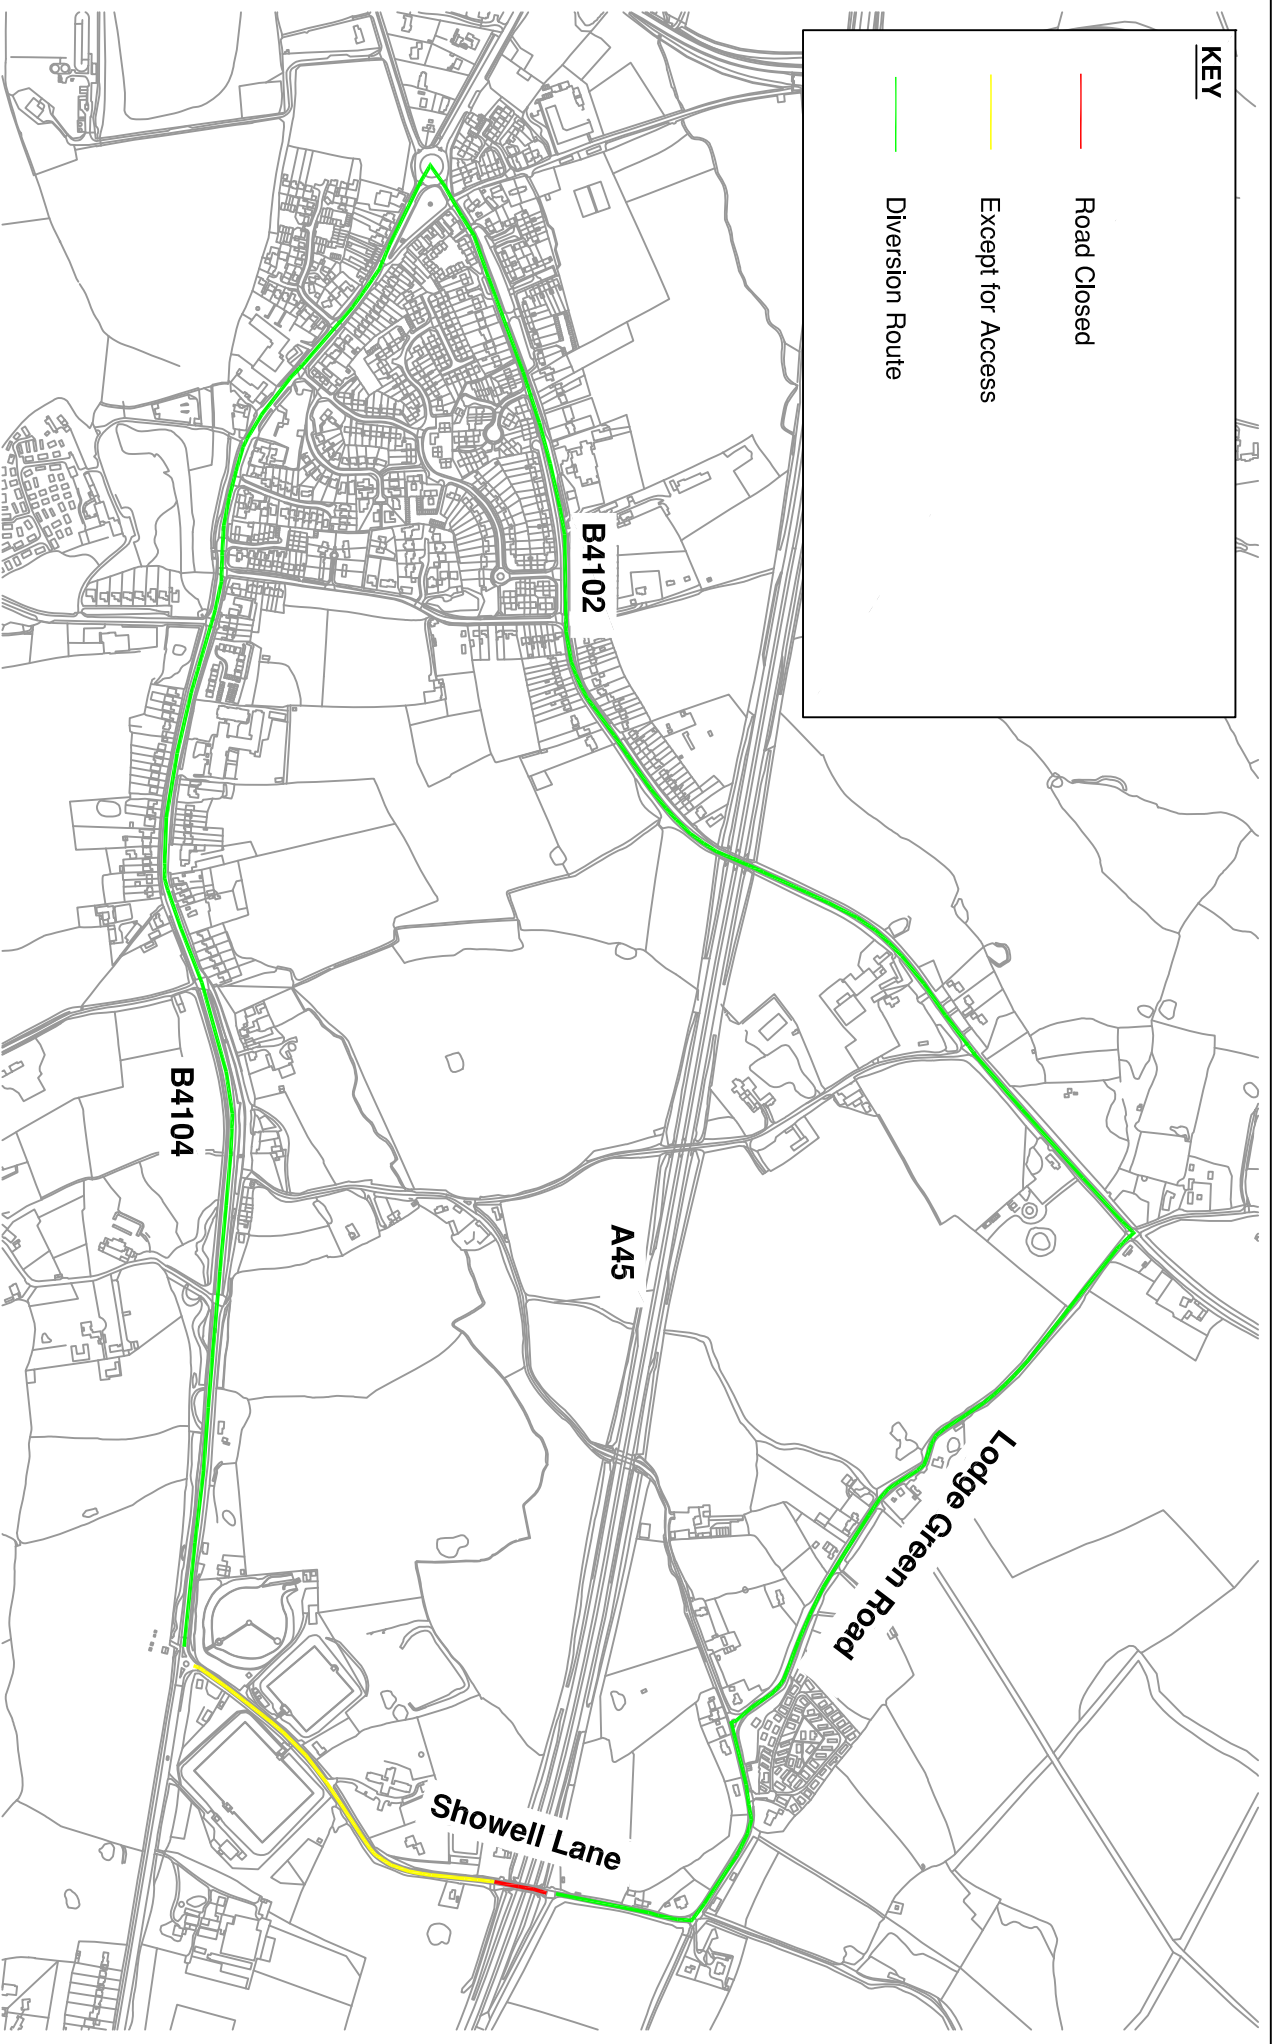 KEY
Road Closed
Except for Access
Diversion Route
B4102
A45
Lodge Green Road
B4104
Showell Lane